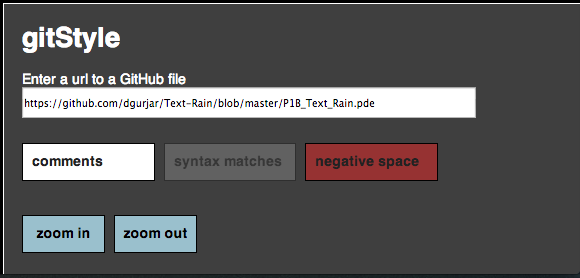 gitStyle
Enter a url to a GitHub file
https://github.com/dgurjar/Text-Rain/blob/master/P1B_Text_Rain.pde
comments syntax matches negative space
zoom in zoom out